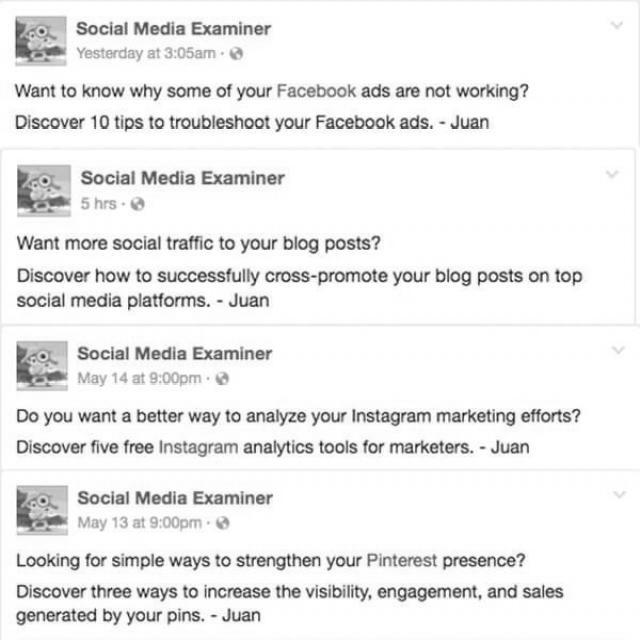 Social Media Examiner
Yesterday at 3:05am ·
Want to know why some of your Facebook ads are not working?
Discover 10 tips to troubleshoot your Facebook ads. - Juan
Social Media Examiner
5 hrs ·
Want more social traffic to your blog posts?
Discover how to successfully cross-promote your blog posts on top
social media platforms. - Juan
Social Media Examiner
May 14 at 9:00pm ·
Do you want a better way to analyze your Instagram marketing efforts?
Discover five free Instagram analytics tools for marketers. - Juan
Social Media Examiner
May 13 at 9:00pm ·
Looking for simple ways to strengthen your Pinterest presence?
Discover three ways to increase the visibility, engagement, and sales
generated by your pins. - Juan